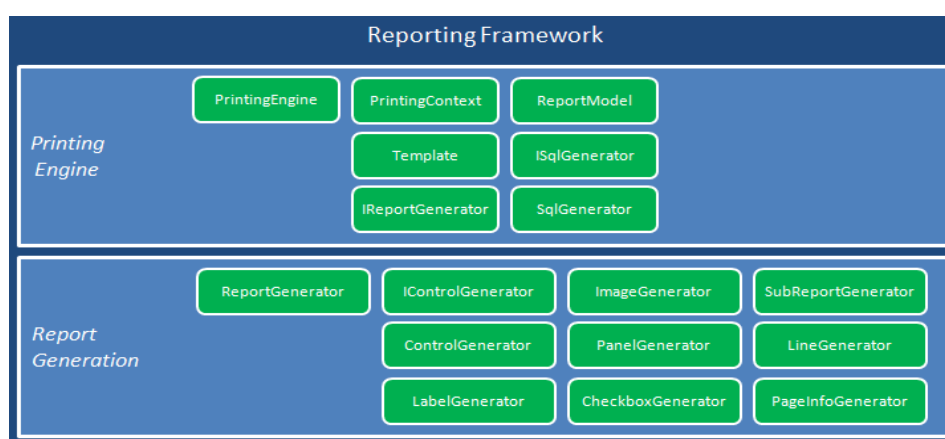 Reporting Framework
PrintingEngine PrintingContext ReportModel
Printing
Engine
Template ISqlGenerator
IReportGenerator SqlGenerator
ReportGenerator IControlGenerator ImageGenerator SubReportGenerator
Report
Generation
ControlGenerator PanelGenerator LineGenerator
LabelGenerator CheckboxGenerator PageInfoGenerator